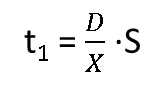 t₁ = D/X ·S